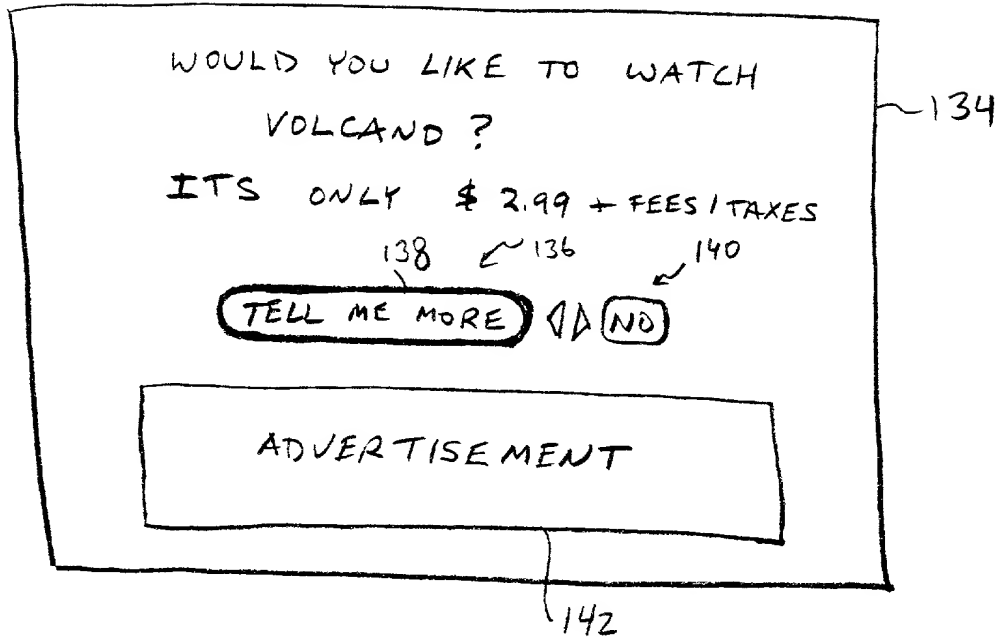 WOULD YOU LIKE TO WATCH
VOLCANO ?
ITS ONLY $ 2.99 + FEES/TAXES
134
138
136
140
TELL ME MORE
NO
ADVERTISEMENT
142